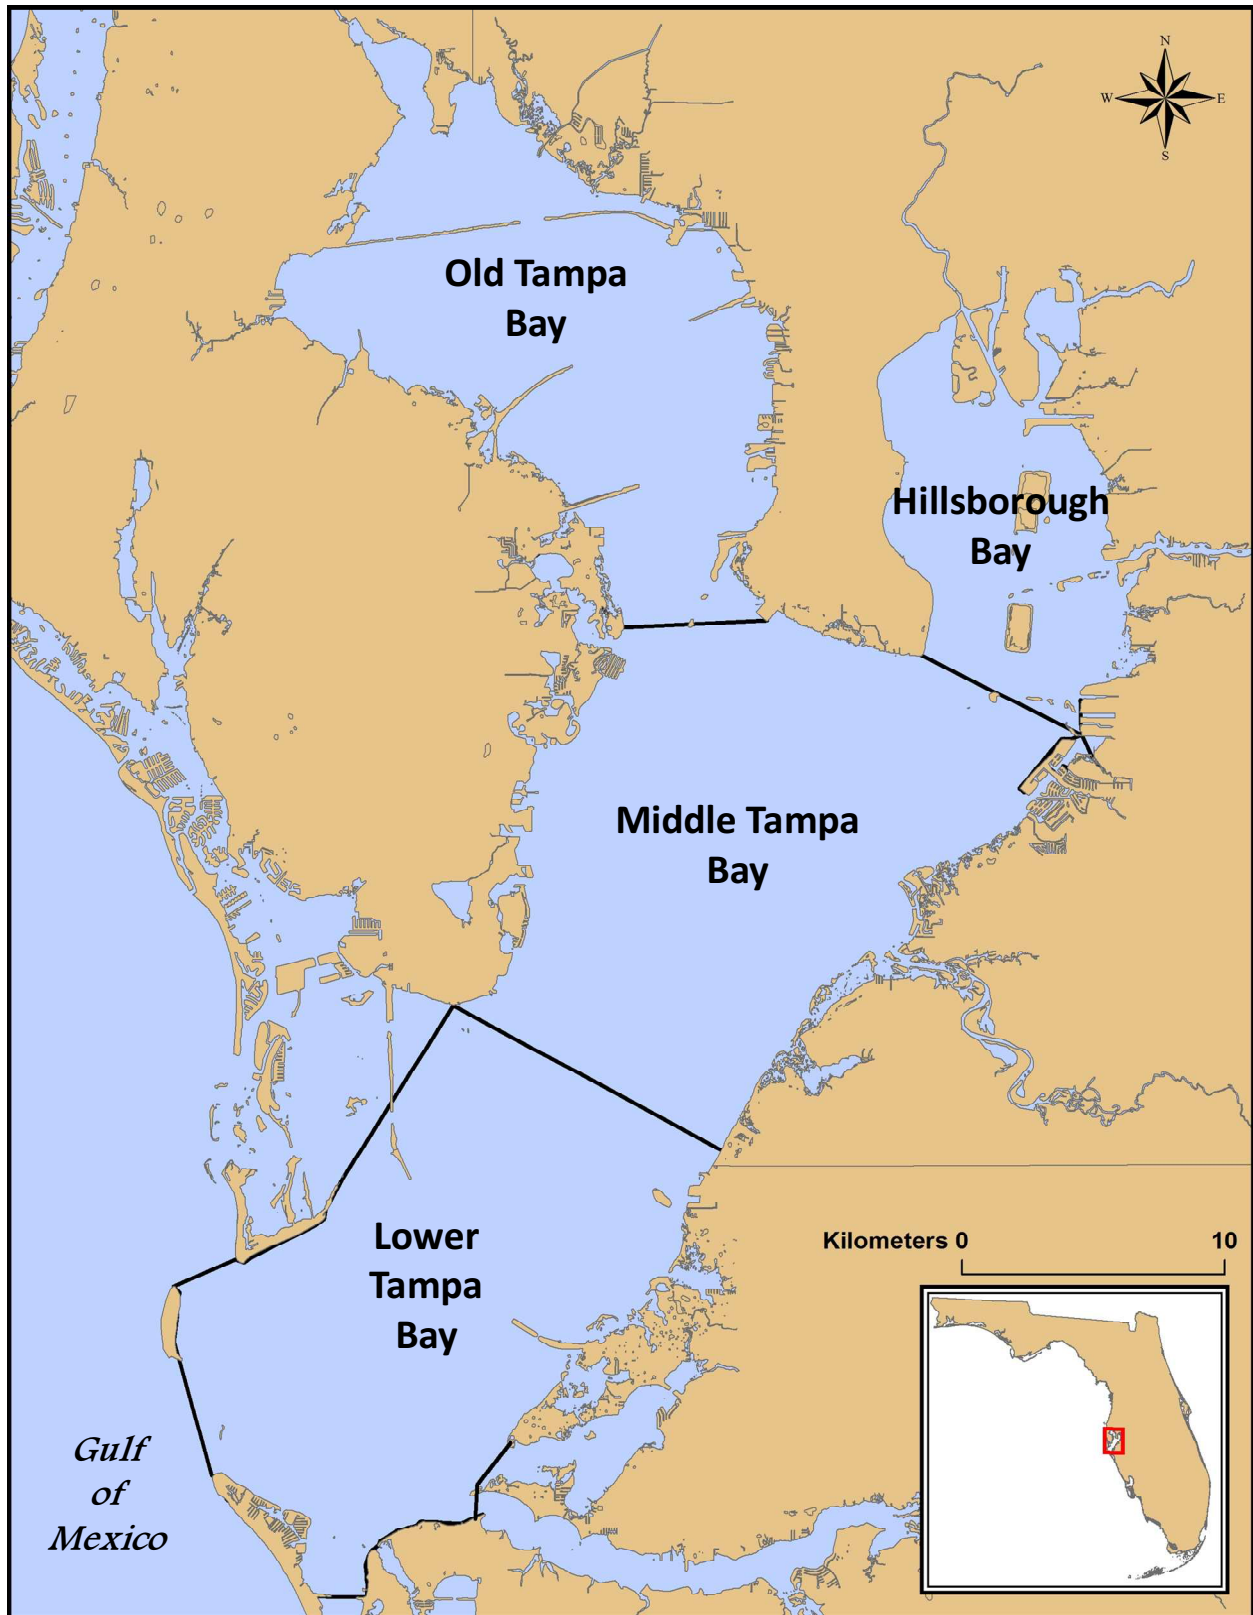 N
W E
S
Old Tampa
Bay
Hillsborough
Bay
Middle Tampa
Bay
Lower
Tampa
Bay
Kilometers 0 10
Gulf
of
Mexico